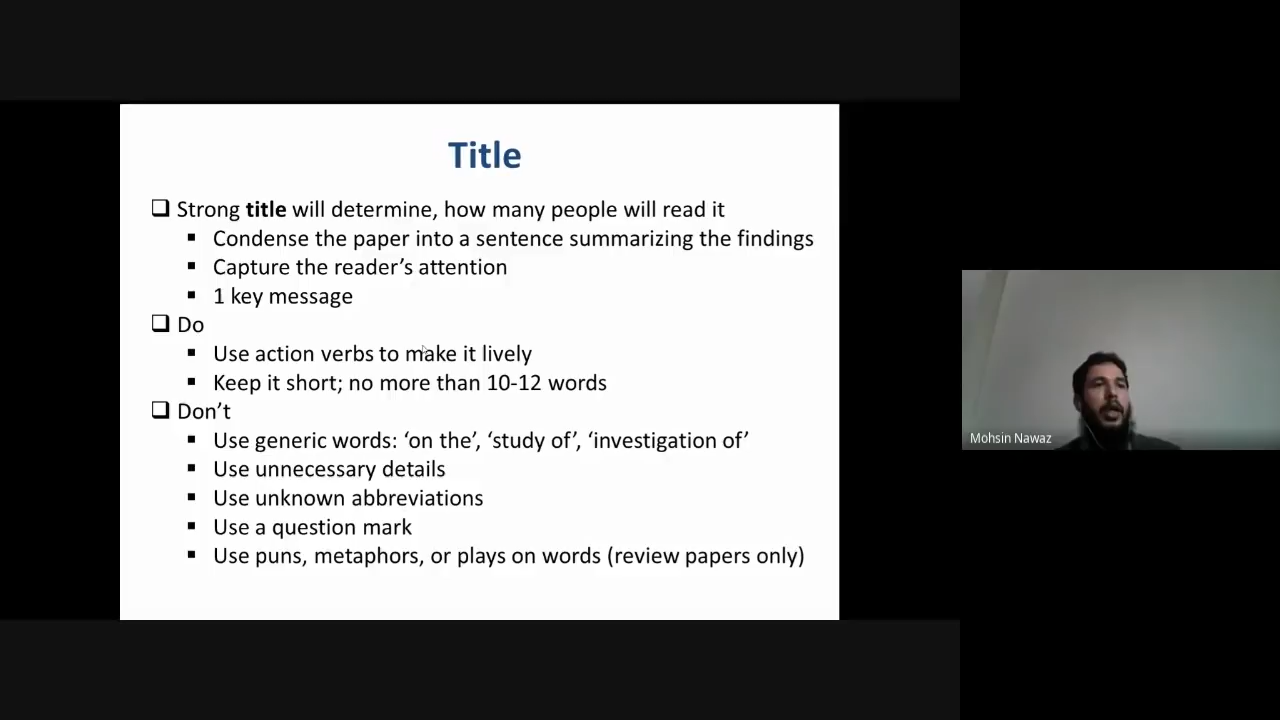 Title
❑ Strong title will determine, how many people will read it
▪ Condense the paper into a sentence summarizing the findings
▪ Capture the reader’s attention
▪ 1 key message
❑ Do
▪ Use action verbs to make it lively
▪ Keep it short; no more than 10-12 words
❑ Don’t
▪ Use generic words: ‘on the’, ‘study of’, ‘investigation of’
▪ Use unnecessary details
▪ Use unknown abbreviations
▪ Use a question mark
▪ Use puns, metaphors, or plays on words (review papers only)
Mohsin Nawaz